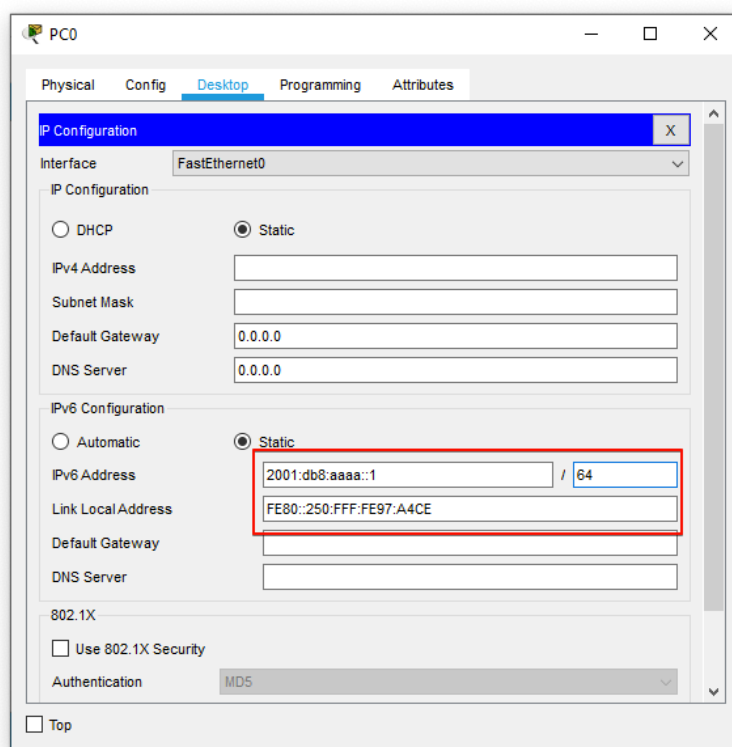 PC0
Physical Config Desktop Programming Attributes
IP Configuration X
Interface FastEthernet0
IP Configuration
DHCP Static
IPv4 Address
Subnet Mask
Default Gateway 0.0.0.0
DNS Server 0.0.0.0
IPv6 Configuration
Automatic Static
IPv6 Address 2001:db8:aaaa::1 / 64
Link Local Address FE80::250:FFF:FE97:A4CE
Default Gateway
DNS Server
802.1X
Use 802.1X Security
Authentication MD5
Top